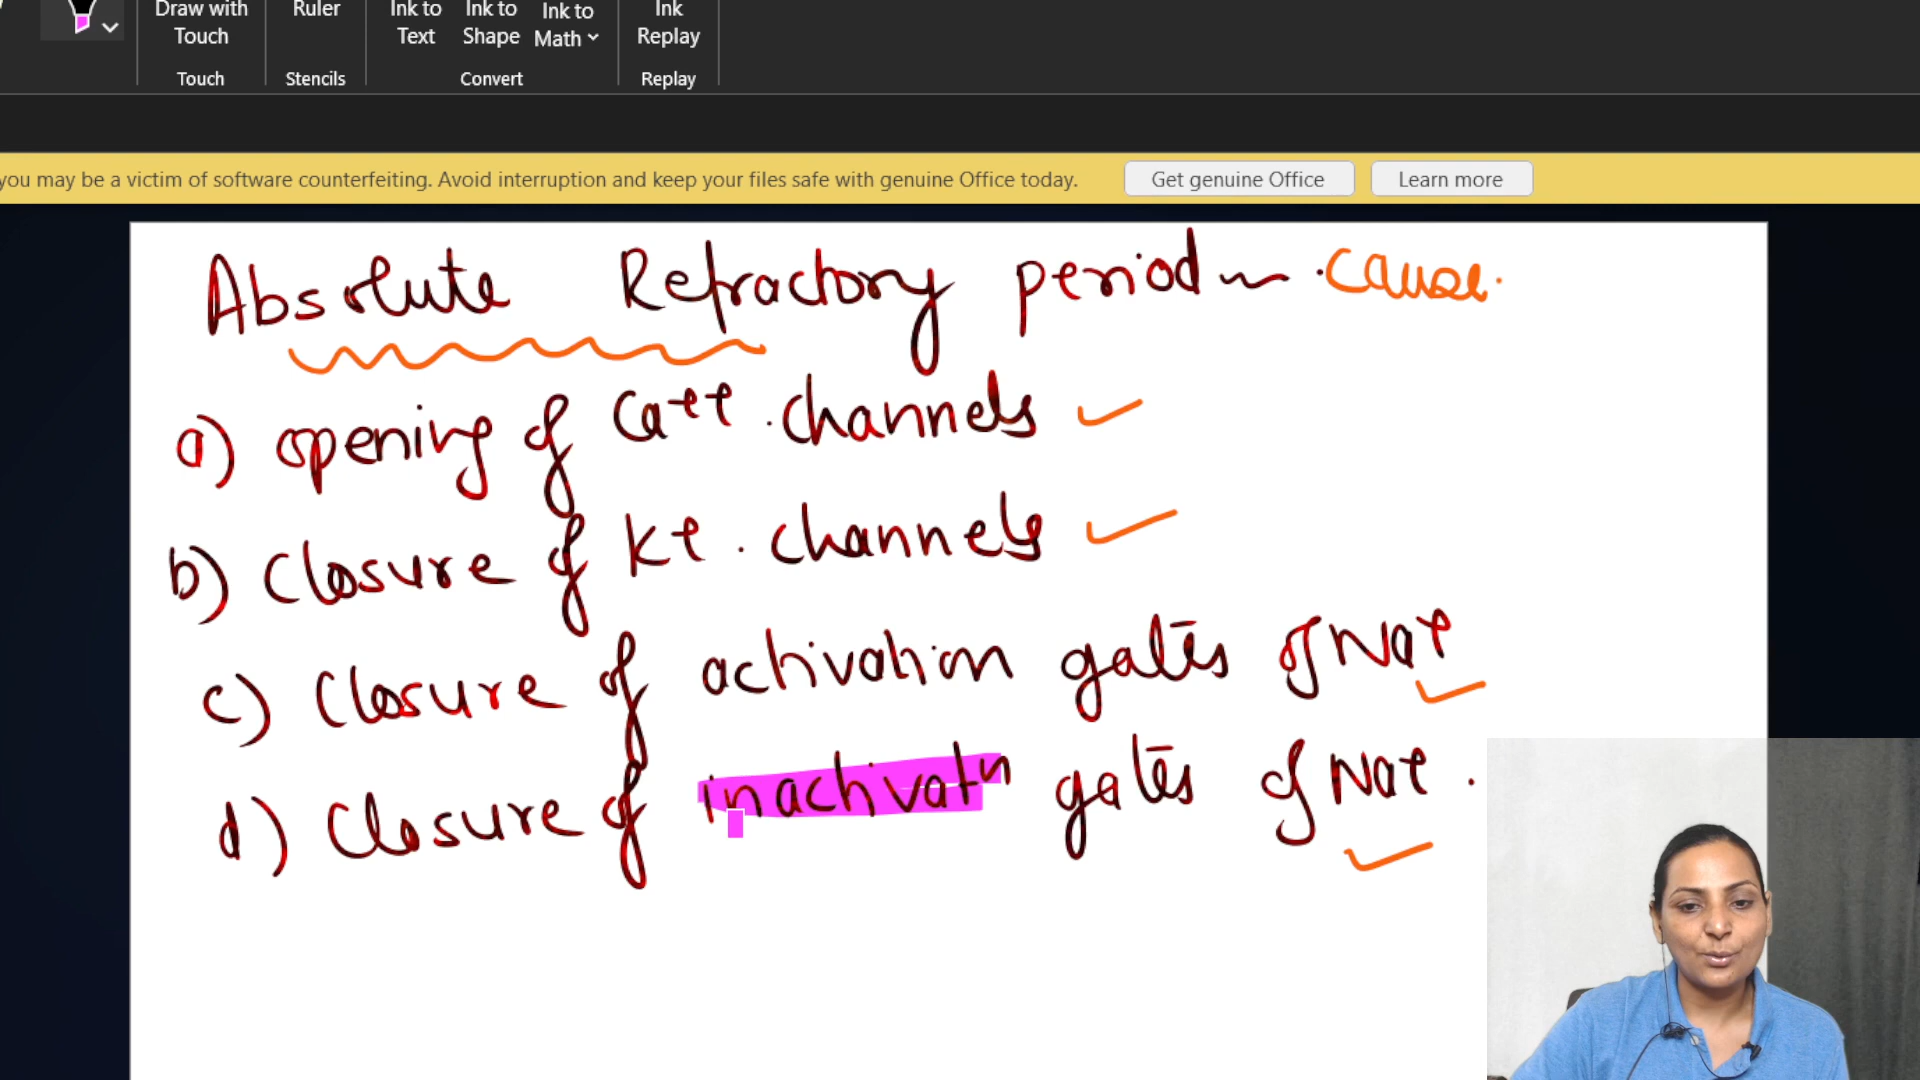 Draw with Touch
Ruler
Ink to Text
Ink to Shape
Ink to Math
Ink Replay
Touch
Stencils
Convert
Replay
you may be a victim of software counterfeiting. Avoid interruption and keep your files safe with genuine Office today.
Get genuine Office
Learn more
Absolute Refractory period ~ cause.
a) opening of Ca++ channels
b) Closure of K+ channels
c) Closure of activation gates of Na+
d) Closure of inactivatn gates of Na+.